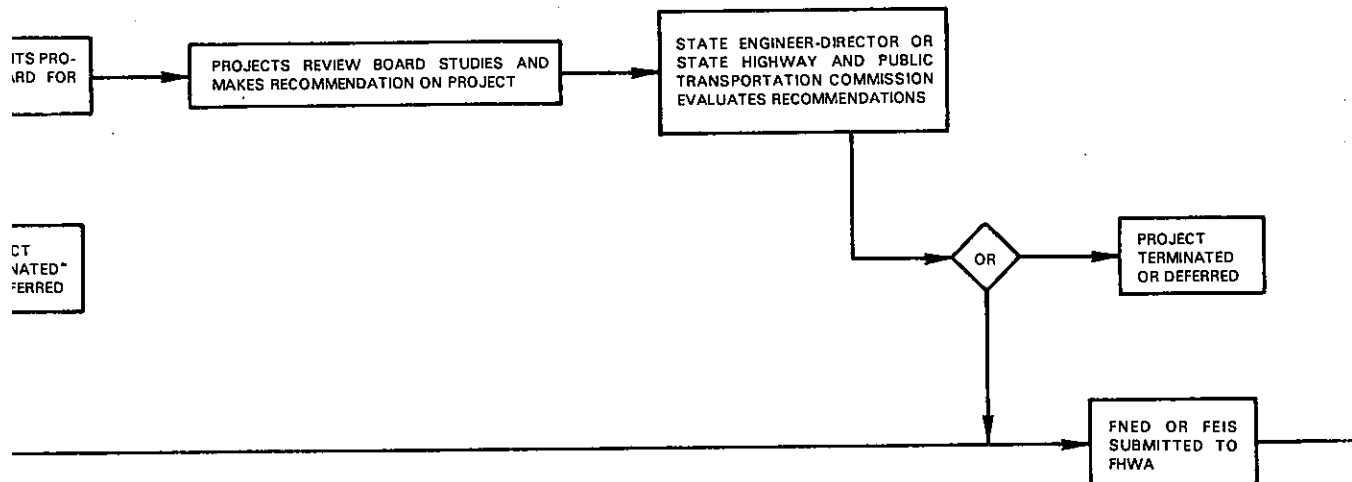 ITS PRO-
ARD FOR
PROJECTS REVIEW BOARD STUDIES AND
MAKES RECOMMENDATION ON PROJECT
STATE ENGINEER-DIRECTOR OR
STATE HIGHWAY AND PUBLIC
TRANSPORTATION COMMISSION
EVALUATES RECOMMENDATIONS
CT
NATED
FERRED
OR
PROJECT
TERMINATED
OR DEFERRED
FNED OR FEIS
SUBMITTED TO
FHWA